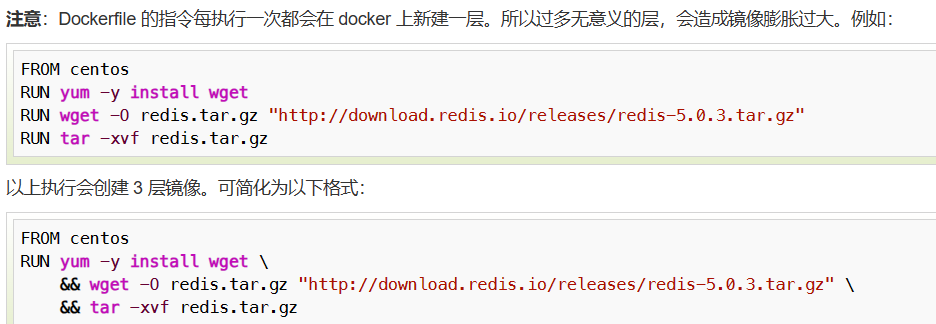 注意：Dockerfile 的指令每执行一次都会在 docker 上新建一层。所以过多无意义的层，会造成镜像膨胀过大。例如：
FROM centos
RUN yum -y install wget
RUN wget -O redis.tar.gz "http://download.redis.io/releases/redis-5.0.3.tar.gz"
RUN tar -xvf redis.tar.gz
以上执行会创建 3 层镜像。可简化为以下格式：
FROM centos
RUN yum -y install wget \
    && wget -O redis.tar.gz "http://download.redis.io/releases/redis-5.0.3.tar.gz" \
    && tar -xvf redis.tar.gz